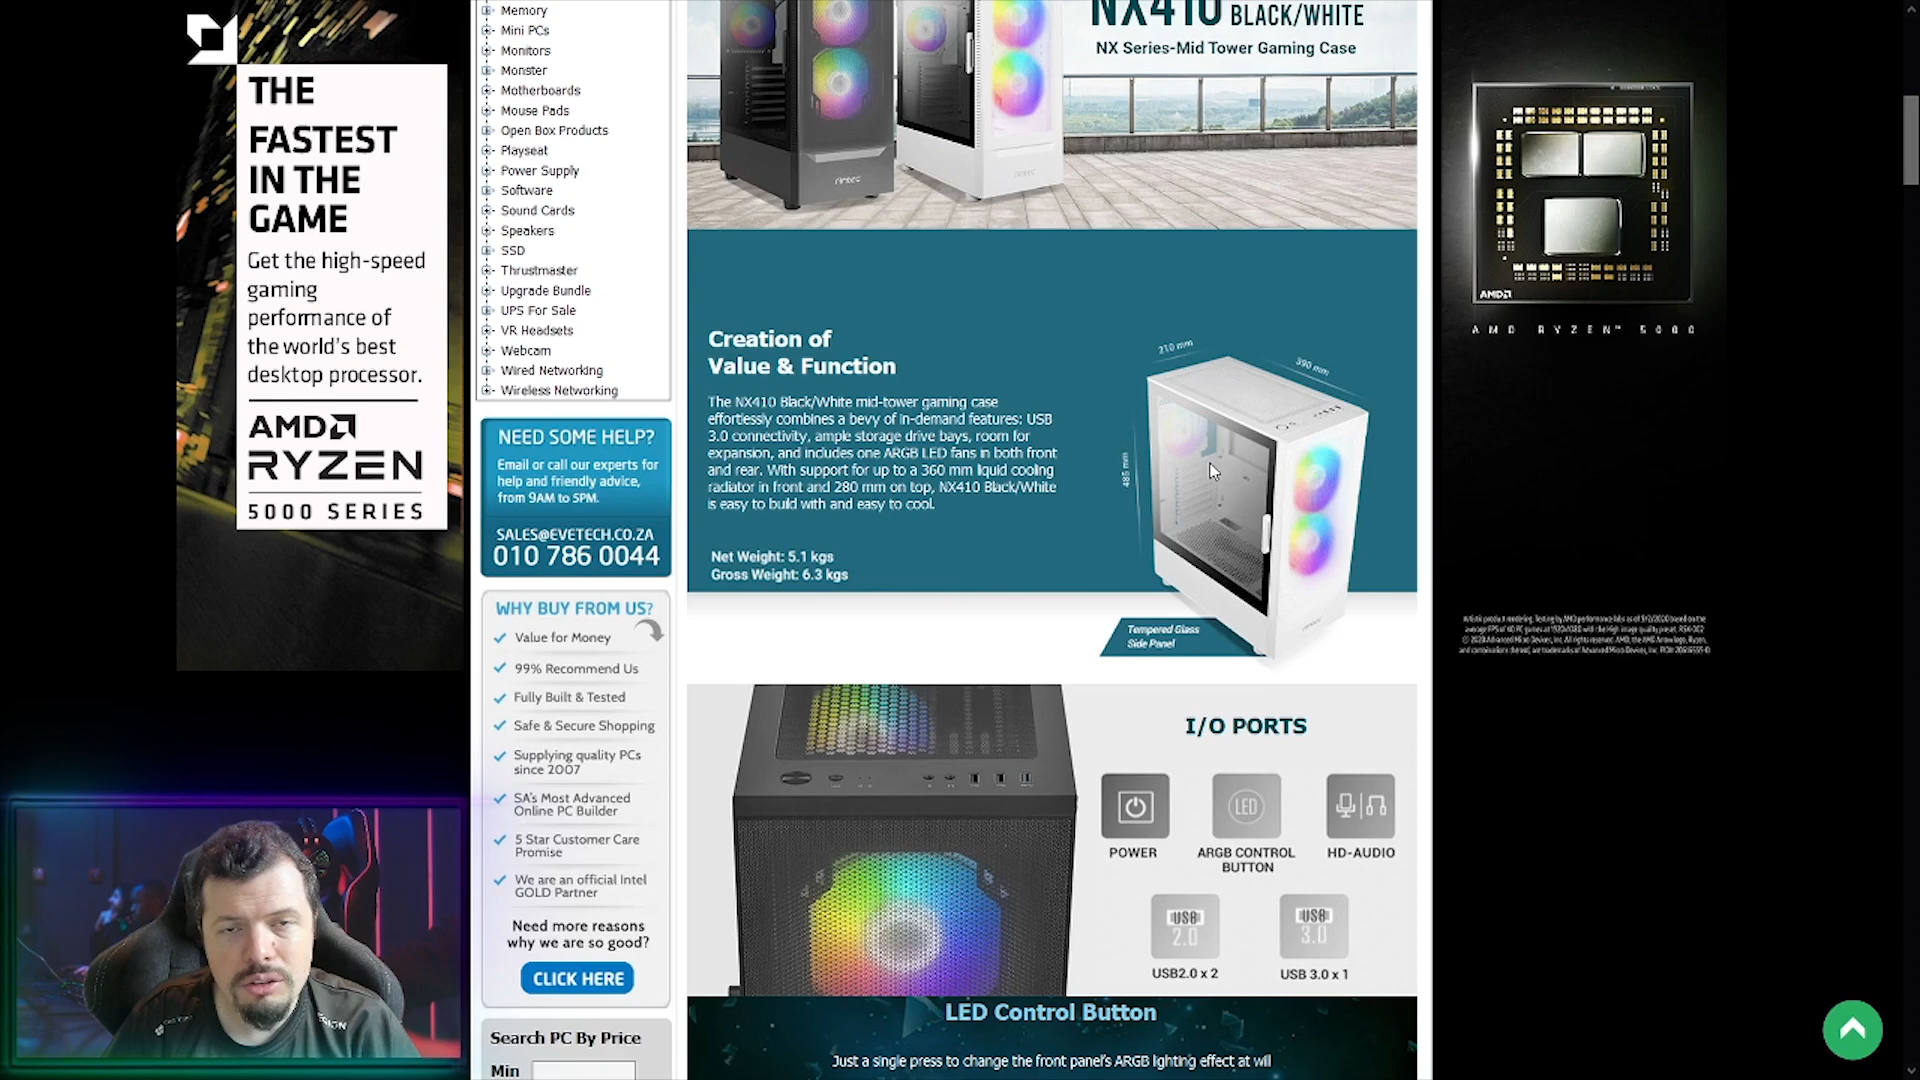 THE
FASTEST
IN THE
GAME
Get the high-speed
gaming
performance of
the world's best
desktop processor.
AMD
RYZEN
5000 SERIES
Memory
Mini PCs
Monitors
Monster
Motherboards
Mouse Pads
Open Box Products
Playseat
Power Supply
Software
Sound Cards
Speakers
SSD
Thrustmaster
Upgrade Bundle
UPS For Sale
VR Headsets
Webcam
Wired Networking
Wireless Networking
NEED SOME HELP?
Email or call our experts for
help and friendly advice,
from 9AM to 5PM.
SALES@EVETECH.CO.ZA
010 786 0044
WHY BUY FROM US?
Value for Money
99% Recommend Us
Fully Built & Tested
Safe & Secure Shopping
Supplying quality PCs
since 2007
SA's Most Advanced
Online PC Builder
5 Star Customer Care
Promise
We are an official Intel
GOLD Partner
Need more reasons
why we are so good?
CLICK HERE
Search PC By Price
Min
NX410 BLACK/WHITE
NX Series-Mid Tower Gaming Case
Antec
Creation of
Value & Function
The NX410 Black/White mid-tower gaming case
effortlessly combines a bevy of in-demand features: USB
3.0 connectivity, ample storage drive bays, room for
expansion, and includes one ARGB LED fans in both front
and rear. With support for up to a 360 mm liquid cooling
radiator in front and 280 mm on top, NX410 Black/White
is easy to build with and easy to cool.
Net Weight: 5.1 kgs
Gross Weight: 6.3 kgs
210 mm
390 mm
485 mm
Tempered Glass
Side Panel
I/O PORTS
LED
POWER
ARGB CONTROL
BUTTON
HD-AUDIO
USB
2.0
USB
3.0
USB2.0 x 2
USB 3.0 x 1
LED Control Button
Just a single press to change the front panel's ARGB lighting effect at will
AMD
AMD RYZEN™ 5000